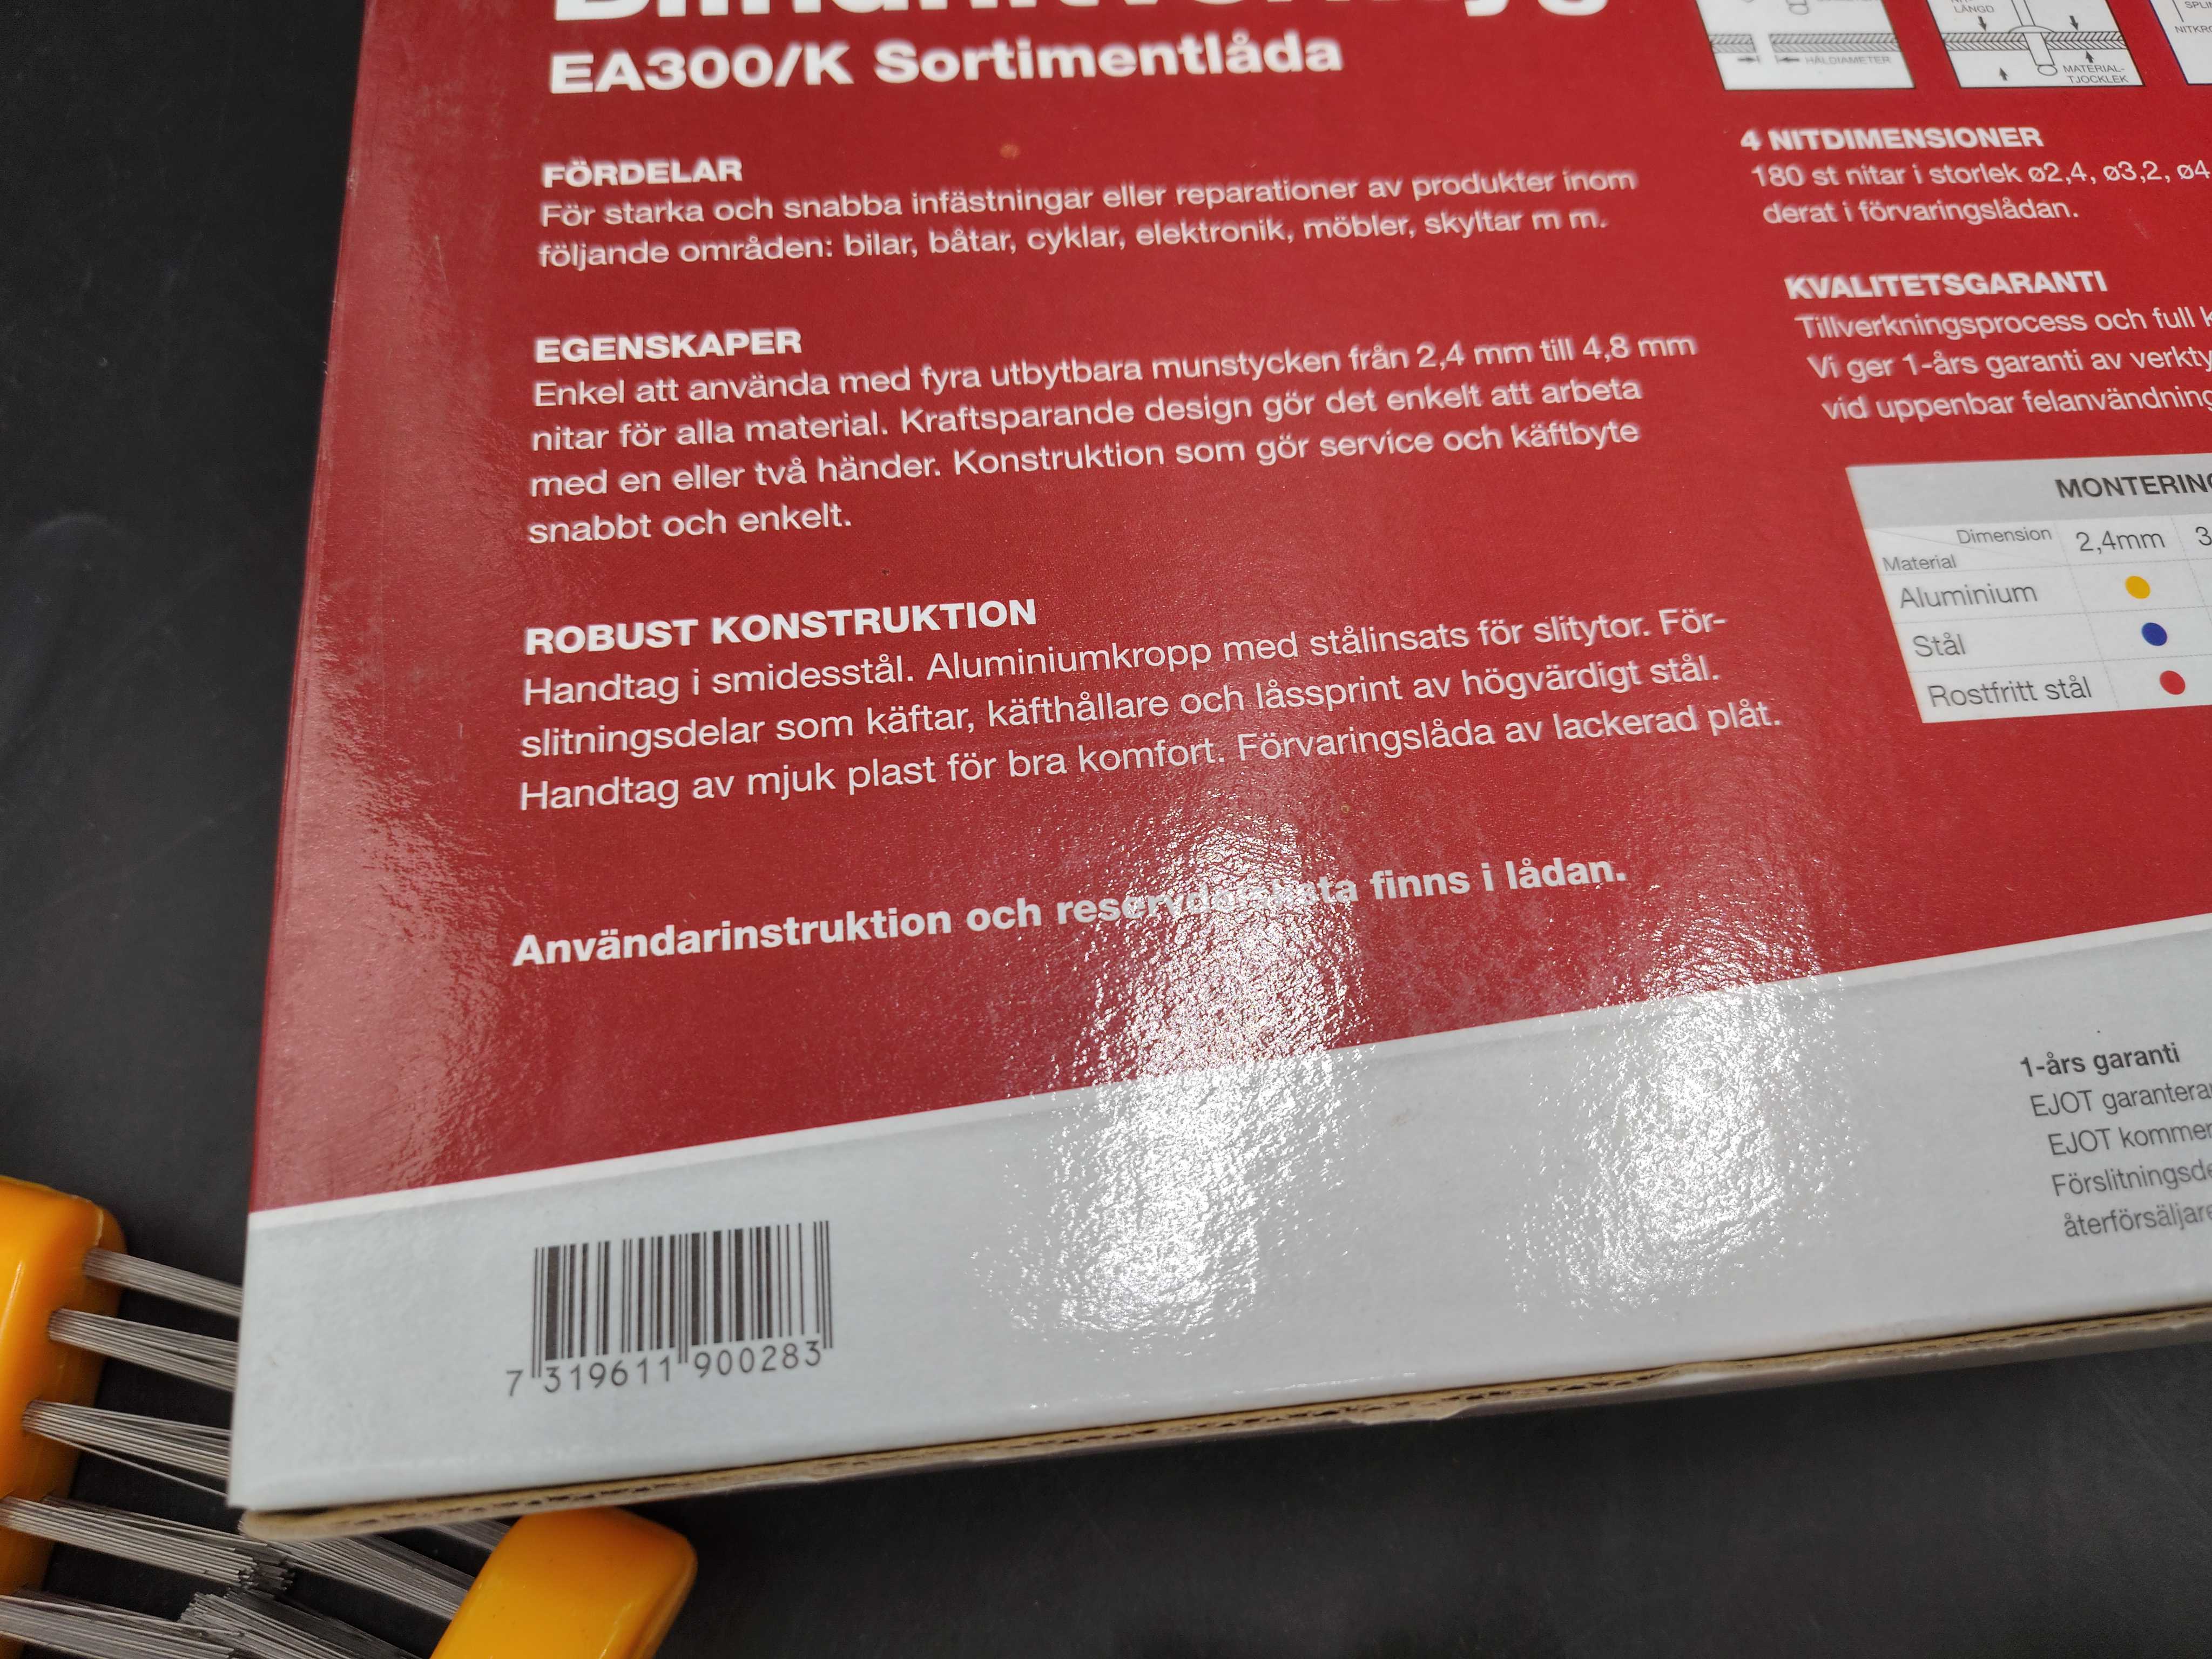 EA300/K Sortimentlåda
FÖRDELAR
För starka och snabba infästningar eller reparationer av produkter inom
följande områden: bilar, båtar, cyklar, elektronik, möbler, skyltar m m.
EGENSKAPER
Enkel att använda med fyra utbytbara munstycken från 2,4 mm till 4,8 mm
nitar för alla material. Kraftsparande design gör det enkelt att arbeta
med en eller två händer. Konstruktion som gör service och käftbyte
snabbt och enkelt.
ROBUST KONSTRUKTION
Handtag i smidesstål. Aluminiumkropp med stålinsats för slitytor. För-
slitningsdelar som käftar, käfthållare och låssprint av högvärdigt stål.
Handtag av mjuk plast för bra komfort. Förvaringslåda av lackerad plåt.
Användarinstruktion och finns i lådan.
7 319611 900283
LÄNGD
HÅLDIAMETER
MATERIAL-
TJOCKLEK
4 NITDIMENSIONER
180 st nitar i storlek ø2,4, ø3,2, ø4
derat i förvaringslådan.
KVALITETSGARANTI
Tillverkningsprocess och full
Vi ger 1-års garanti av
vid uppenbar
Dimension 2,4mm
Material
Aluminium
Stål
Rostfritt stål
1-års garanti
EJOT
EJOT